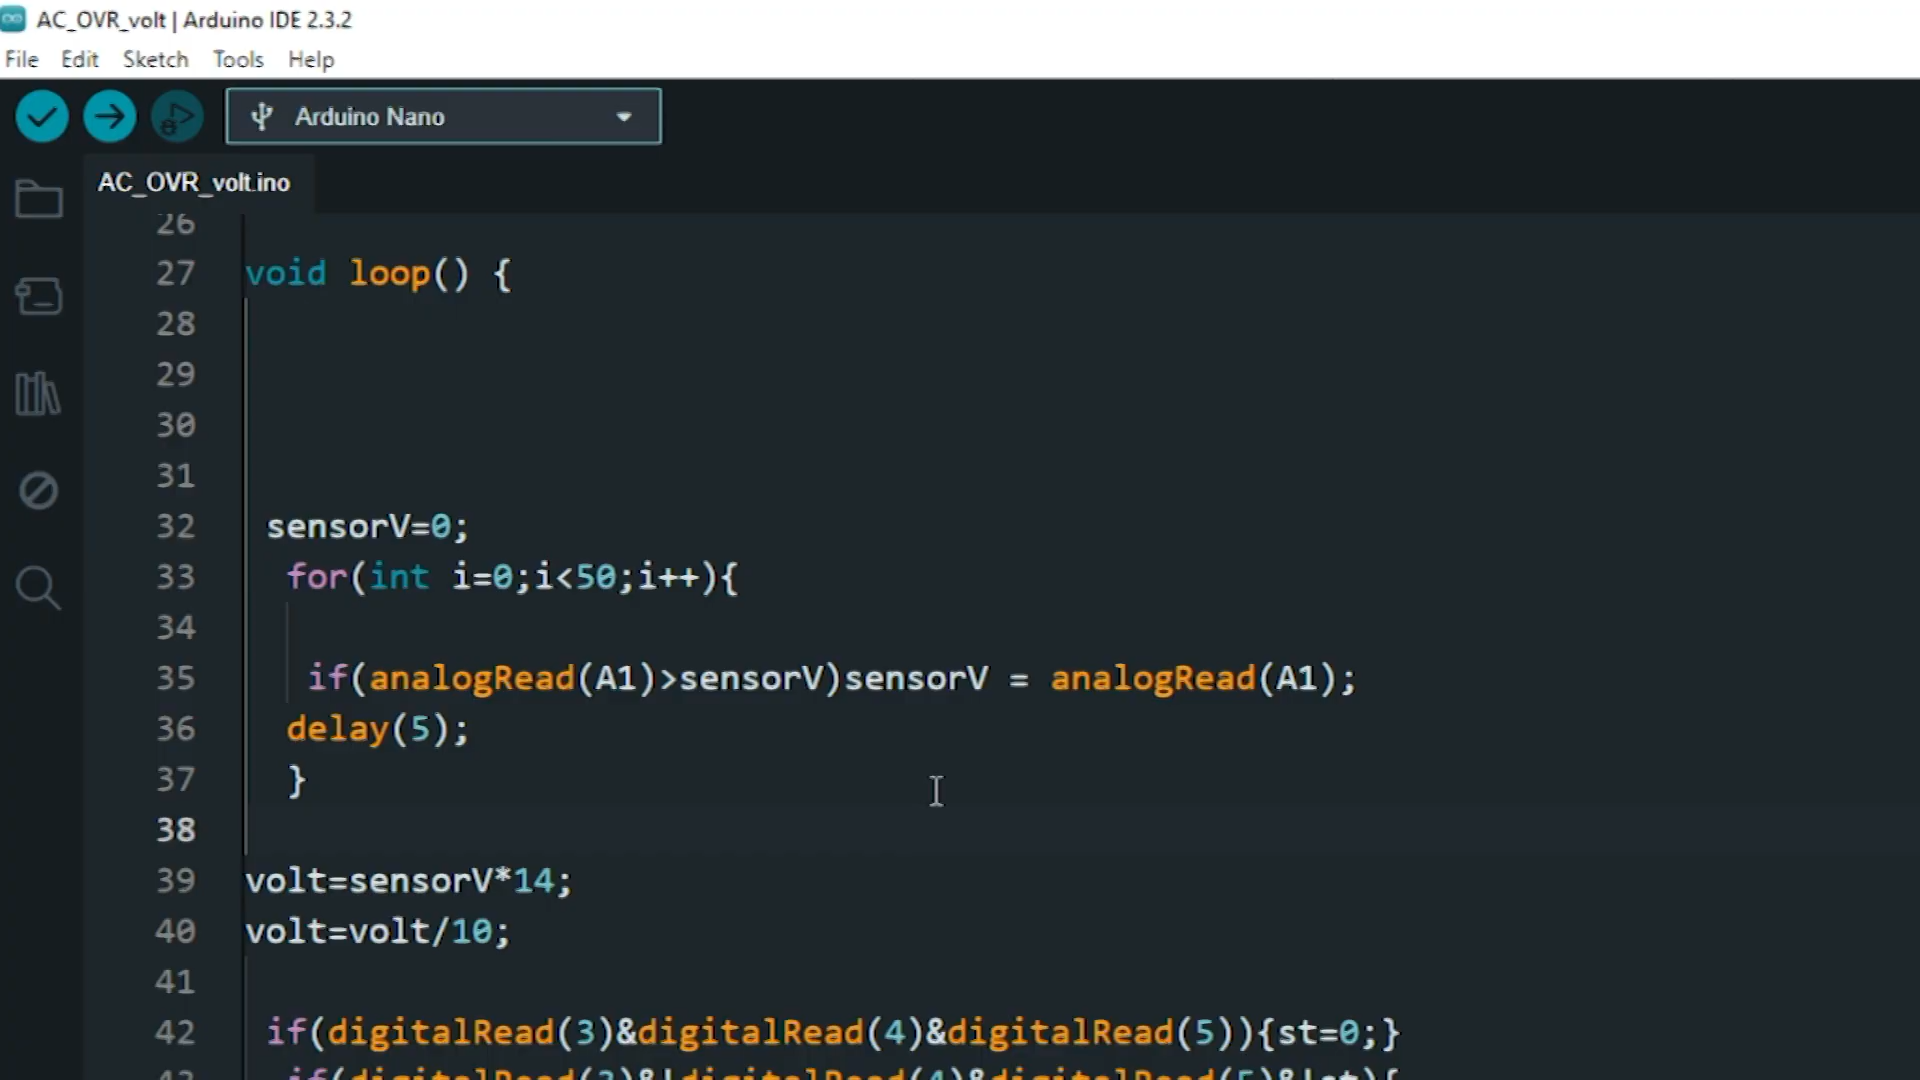 AC_OVR_volt | Arduino IDE 2.3.2
File Edit Sketch Tools Help
Arduino Nano
AC_OVR_volt.ino
26
27 void loop() {
28
29
30
31
32 sensorV=0;
33 for(int i=0;i<50;i++){
34
35 if(analogRead(A1)>sensorV)sensorV = analogRead(A1);
36 delay(5);
37 }
38
39 volt=sensorV*14;
40 volt=volt/10;
41
42 if(digitalRead(3)&digitalRead(4)&digitalRead(5)){st=0;}